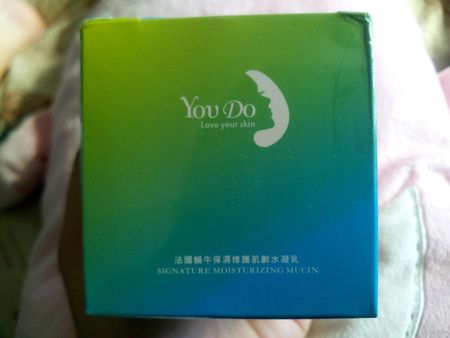 You Do
Love your skin
法國蝸牛保濕修護肌齡水凝乳
SIGNATURE MOISTURIZING MUCIN